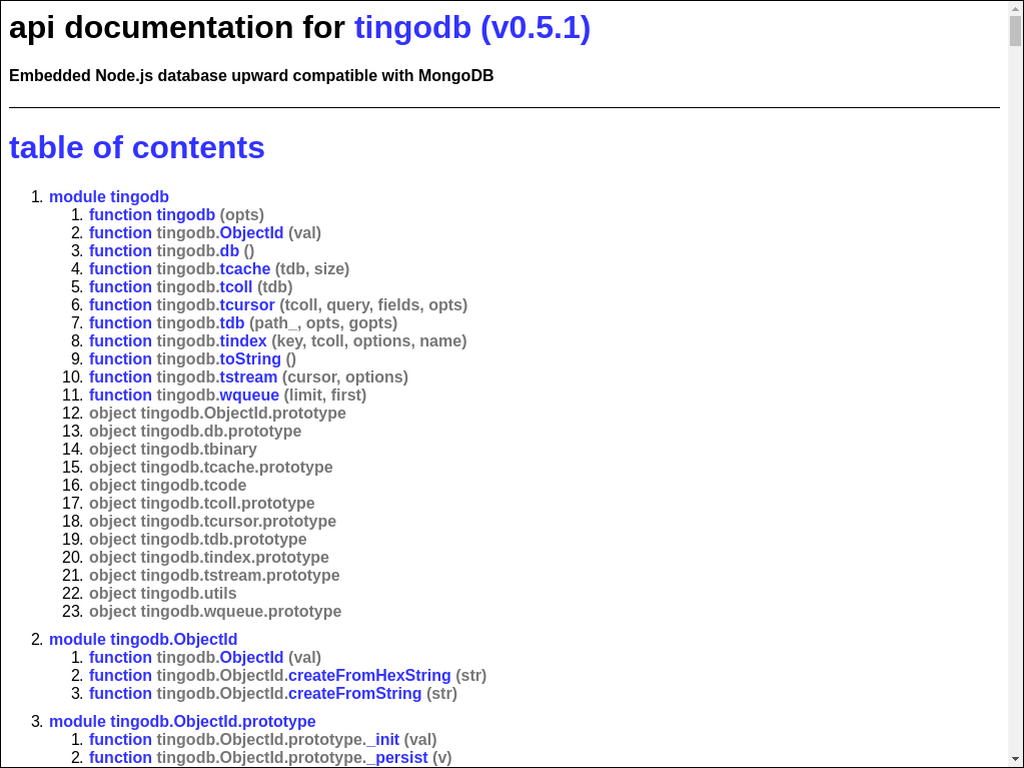 api documentation for tingodb (v0.5.1)
Embedded Node.js database upward compatible with MongoDB
table of contents
1. module tingodb
1. function tingodb (opts)
2. function tingodb.ObjectId (val)
3. function tingodb.db ()
4. function tingodb.tcache (tdb, size)
5. function tingodb.tcoll (tdb)
6. function tingodb.tcursor (tcoll, query, fields, opts)
7. function tingodb.tdb (path_, opts, gopts)
8. function tingodb.tindex (key, tcoll, options, name)
9. function tingodb.toString ()
10. function tingodb.tstream (cursor, options)
11. function tingodb.wqueue (limit, first)
12. object tingodb.ObjectId.prototype
13. object tingodb.db.prototype
14. object tingodb.tbinary
15. object tingodb.tcache.prototype
16. object tingodb.tcode
17. object tingodb.tcoll.prototype
18. object tingodb.tcursor.prototype
19. object tingodb.tdb.prototype
20. object tingodb.tindex.prototype
21. object tingodb.tstream.prototype
22. object tingodb.utils
23. object tingodb.wqueue.prototype
2. module tingodb.ObjectId
1. function tingodb.ObjectId (val)
2. function tingodb.ObjectId.createFromHexString (str)
3. function tingodb.ObjectId.createFromString (str)
3. module tingodb.ObjectId.prototype
1. function tingodb.ObjectId.prototype._init (val)
2. function tingodb.ObjectId.prototype._persist (v)